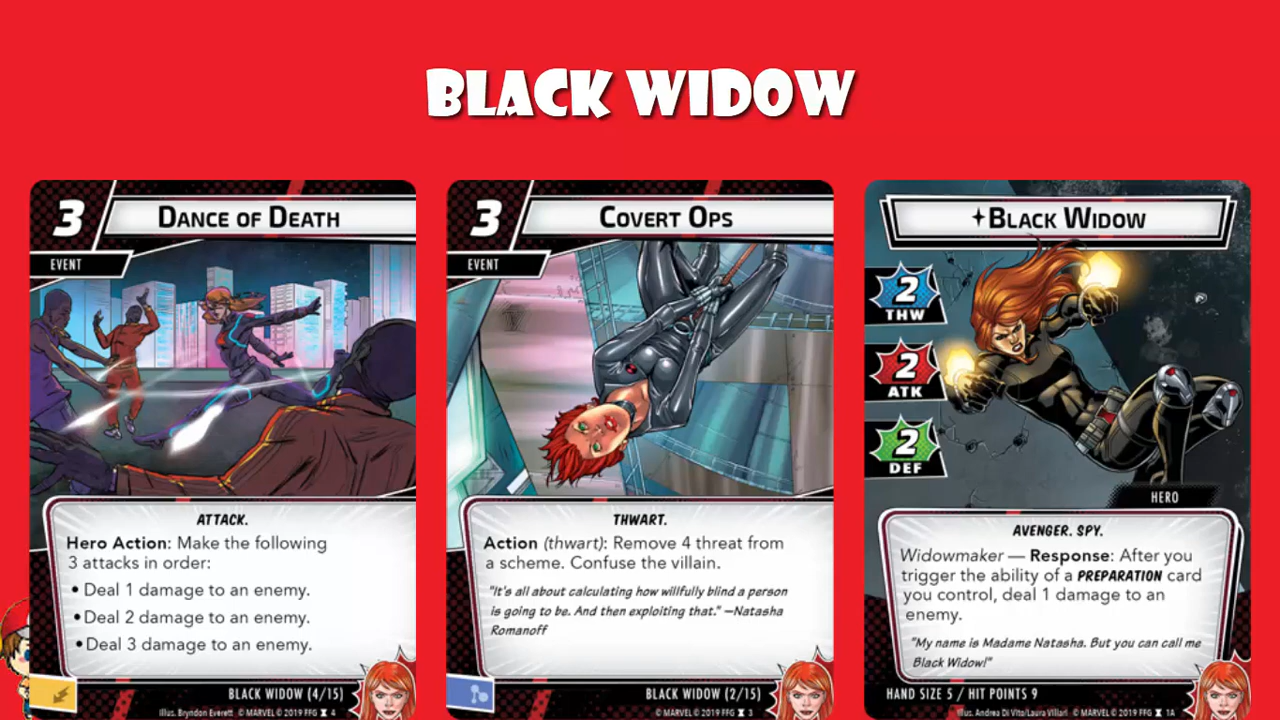 BLACK WIDOW
3
DANCE OF DEATH
EVENT
ATTACK.
Hero Action: Make the following
3 attacks in order:
• Deal 1 damage to an enemy.
• Deal 2 damage to an enemy.
• Deal 3 damage to an enemy.
BLACK WIDOW (4/15)
Illus. Bryndon Everett © MARVEL © 2019 FFG 4
3
COVERT OPS
EVENT
THWART.
Action (thwart): Remove 4 threat from
a scheme. Confuse the villain.
"It's all about calculating how willfully blind a person
is going to be. And then exploiting that." —Natasha
Romanoff
BLACK WIDOW (2/15)
© MARVEL © 2019 FFG 3
BLACK WIDOW
2
THW
2
ATK
2
DEF
HERO
AVENGER. SPY.
Widowmaker — Response: After you
trigger the ability of a PREPARATION card
you control, deal 1 damage to an
enemy.
"My name is Madame Natasha. But you can call me
Black Widow!"
HAND SIZE 5 / HIT POINTS 9
Illus. Andrea Di Vito/Laura Villari © MARVEL © 2019 FFG 1A